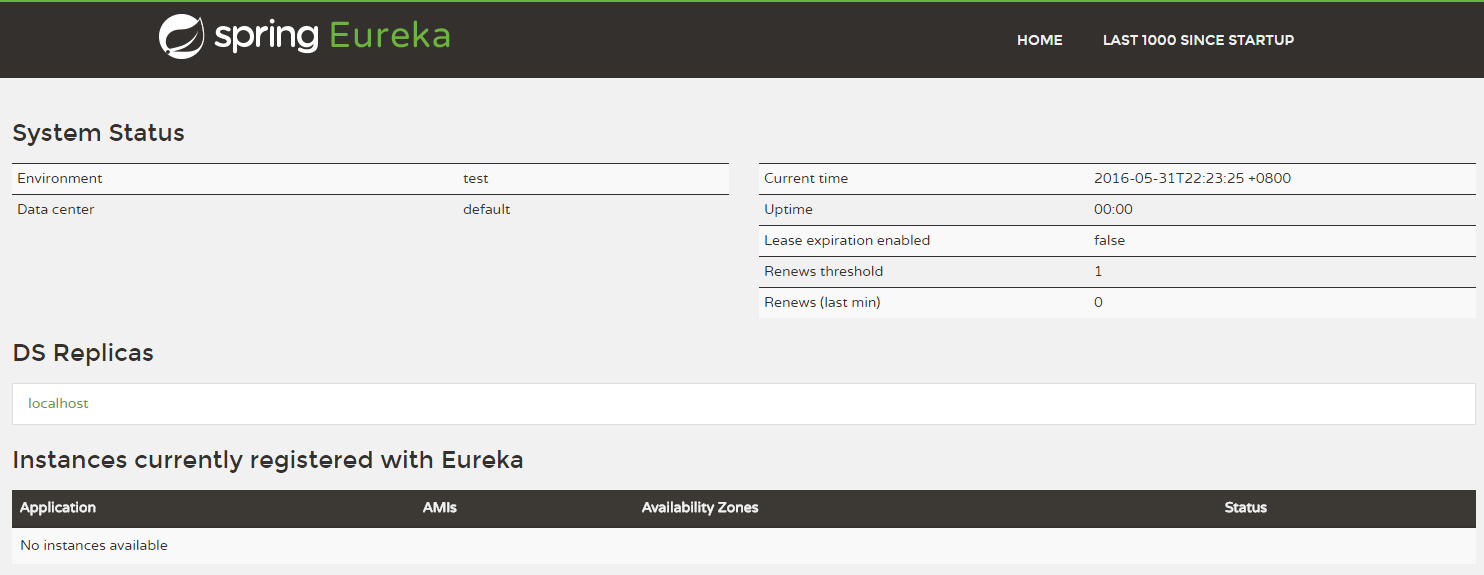 spring Eureka
HOME LAST 1000 SINCE STARTUP
System Status
Environment test
Data center default
Current time 2016-05-31T22:23:25 +0800
Uptime 00:00
Lease expiration enabled false
Renews threshold 1
Renews (last min) 0
DS Replicas
localhost
Instances currently registered with Eureka
Application AMIs Availability Zones Status
No instances available